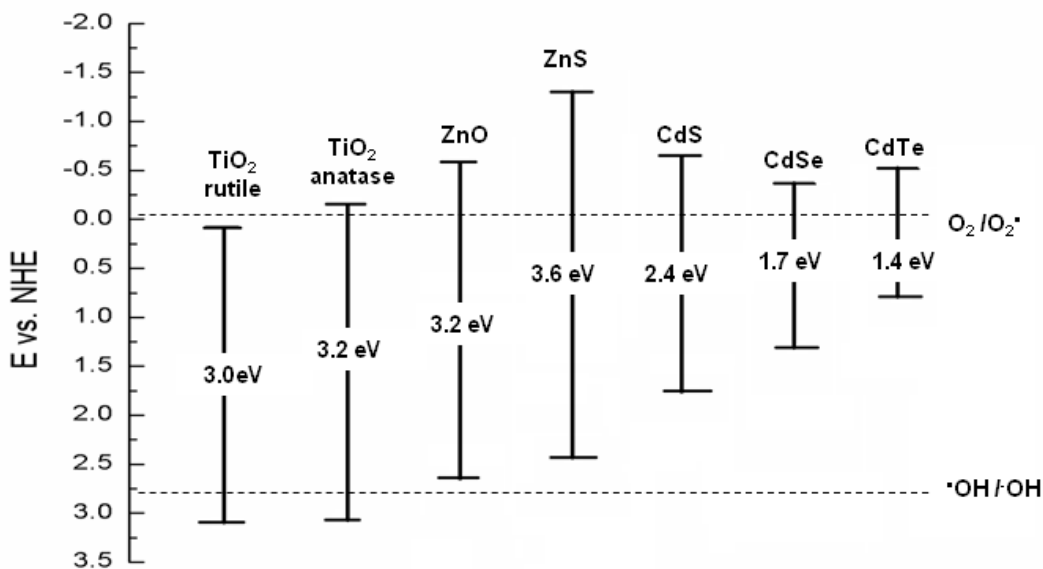 E vs. NHE
-2.0
-1.5
-1.0
-0.5
0.0
0.5
1.0
1.5
2.0
2.5
3.0
3.5
TiO₂
rutile
3.0eV
TiO₂
anatase
3.2 eV
ZnO
3.2 eV
ZnS
3.6 eV
CdS
2.4 eV
CdSe
1.7 eV
CdTe
1.4 eV
O₂ /O₂•
•OH /-OH